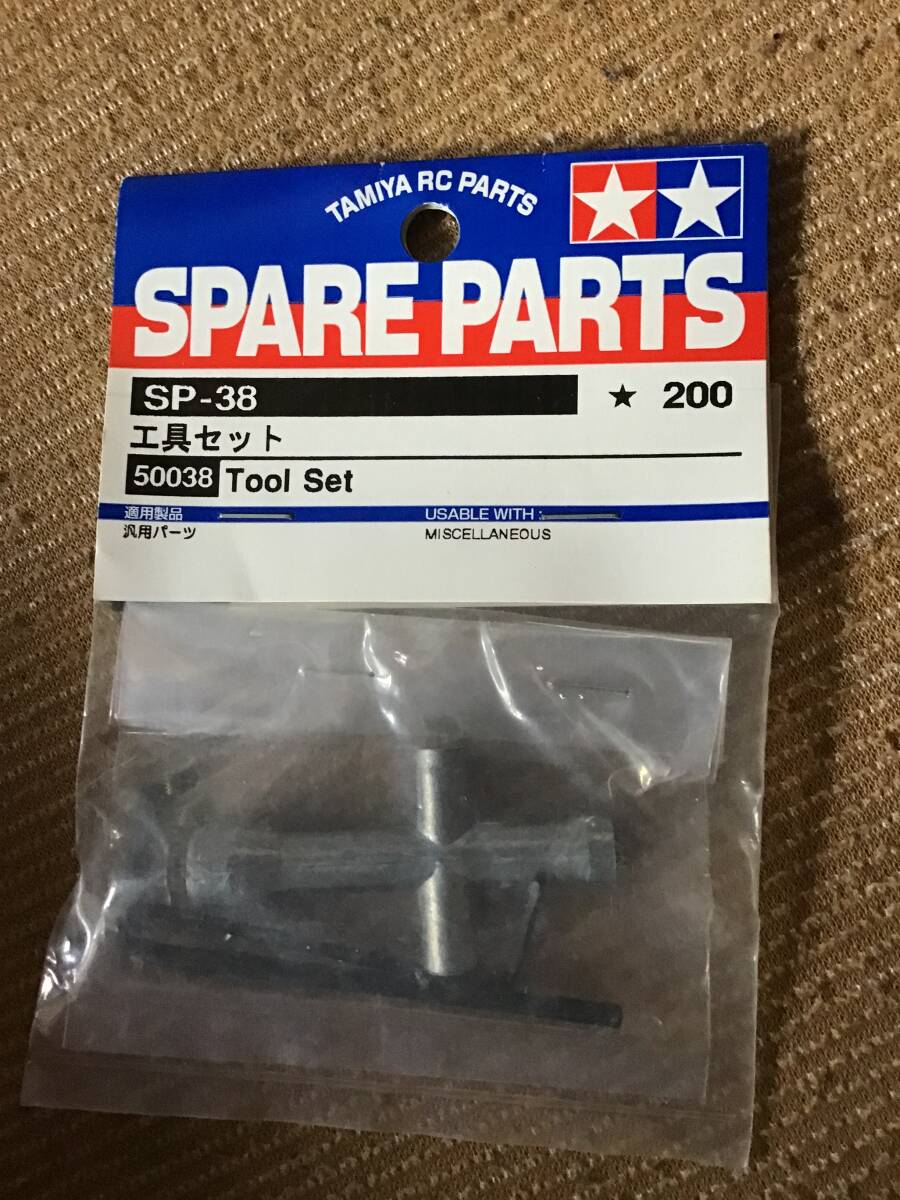 TAMIYA RC PARTS
SPARE PARTS
SP-38 ★ 200
工具セット
50038 Tool Set
適用製品 USABLE WITH :
汎用パーツ MISCELLANEOUS